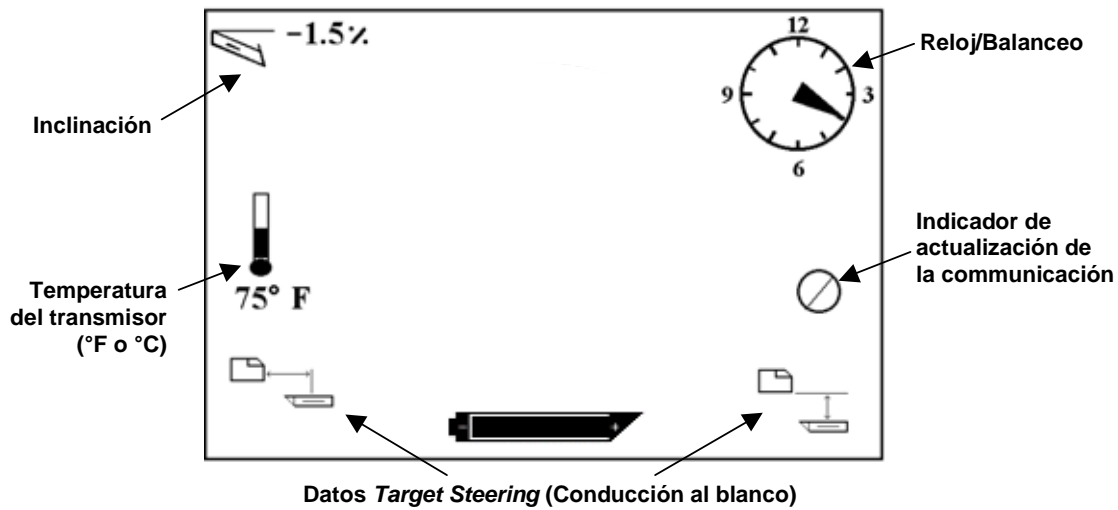 -1.5%
12
3
6
9
Reloj/Balanceo
Inclinación
Indicador de
actualización de
la communicación
75° F
Temperatura
del transmisor
(°F o °C)
- +
Datos Target Steering (Conducción al blanco)